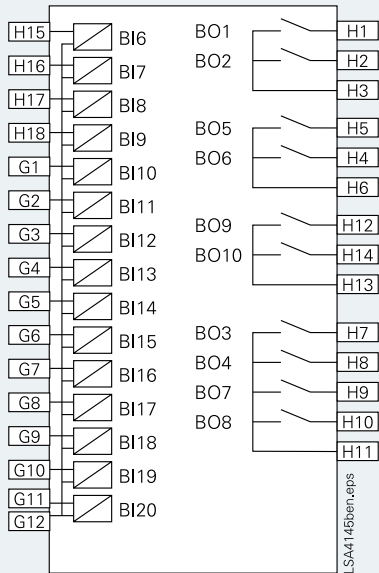 H15 BI6 BO1 H1
H16 BI7 BO2 H2
H17 BI8 H3
H18 BI9 BO5 H5
G1 BI10 BO6 H4
G2 BI11 H6
G3 BI12 BO9 H12
G4 BI13 BO10 H14
G5 BI14 H13
G6 BI15 BO3 H7
G7 BI16 BO4 H8
G8 BI17 BO7 H9
G9 BI18 BO8 H10
G10 BI19 H11
G11 BI20
G12
LSA4145ben.eps